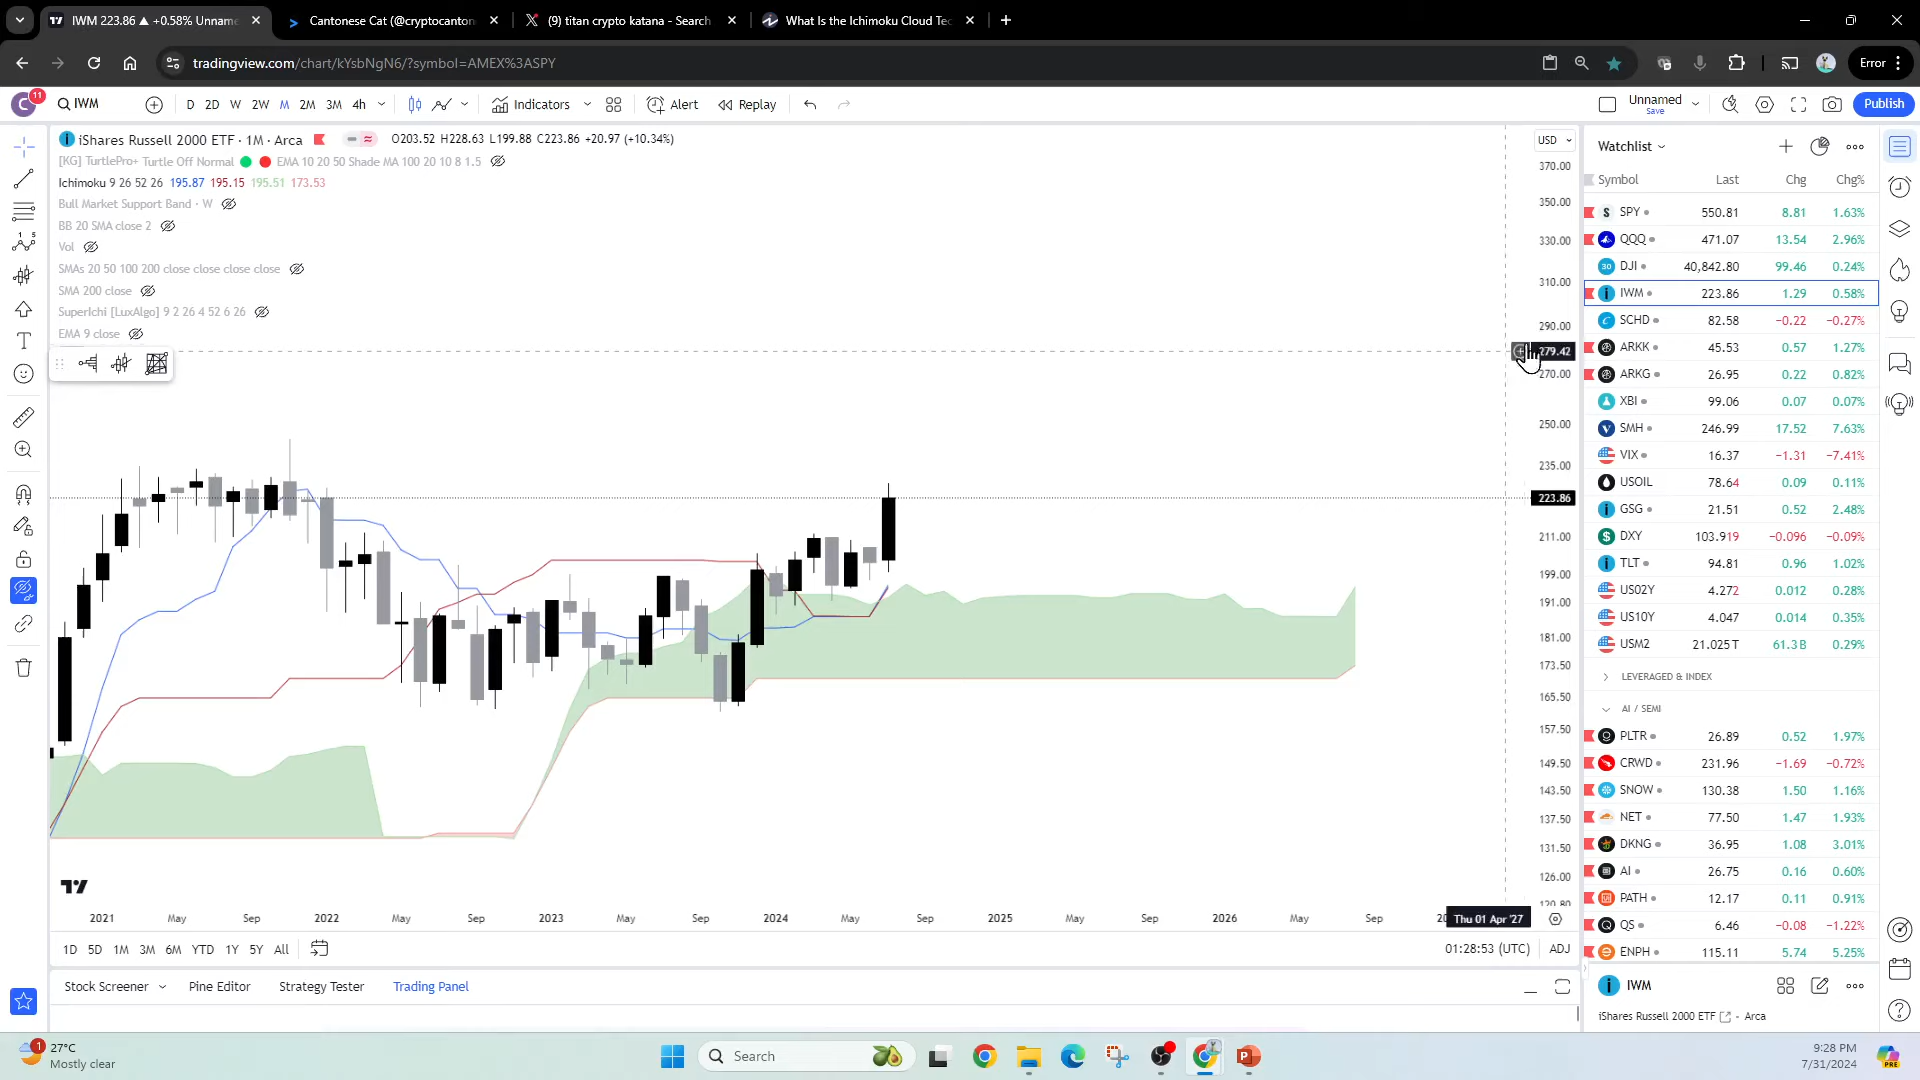 IWM 223.86 ▲ +0.58% Unname
Cantonese Cat (@cryptocanton
(9) titan crypto katana - Search
What Is the Ichimoku Cloud Tec
tradingview.com/chart/kYsbNgN6/?symbol=AMEX%3ASPY
Error
C 11 IWM D 2D W 2W M 2M 3M 4h Indicators Alert Replay Unnamed Save Publish
iShares Russell 2000 ETF · 1M · Arca O203.52 H228.63 L199.88 C223.86 +20.97 (+10.34%)
[KG] TurtlePro+ Turtle Off Normal EMA 10 20 50 Shade MA 100 20 10 8 1.5
Ichimoku 9 26 52 26 195.87 195.15 195.51 173.53
Bull Market Support Band · W
BB 20 SMA close 2
Vol
SMAs 20 50 100 200 close close close close
SMA 200 close
SuperIchi [LuxAlgo] 9 2 26 4 52 6 26
EMA 9 close
USD
370.00
350.00
330.00
310.00
290.00
279.42
270.00
250.00
235.00
223.86
211.00
199.00
191.00
181.00
173.50
165.50
157.50
149.50
143.50
137.50
131.50
126.00
120.80
2021 May Sep 2022 May Sep 2023 May Sep 2024 May Sep 2025 May Sep 2026 May Sep Thu 01 Apr '27
1D 5D 1M 3M 6M YTD 1Y 5Y All
01:28:53 (UTC) ADJ
Stock Screener Pine Editor Strategy Tester Trading Panel
Watchlist
Symbol Last Chg Chg%
SPY 550.81 8.81 1.63%
QQQ 471.07 13.54 2.96%
30 DJI 40,842.80 99.46 0.24%
IWM 223.86 1.29 0.58%
SCHD 82.58 −0.22 −0.27%
ARKK 45.53 0.57 1.27%
ARKG 26.95 0.22 0.82%
XBI 99.06 0.07 0.07%
SMH 246.99 17.52 7.63%
VIX 16.37 −1.31 −7.41%
USOIL 78.64 0.09 0.11%
GSG 21.51 0.52 2.48%
DXY 103.919 −0.096 −0.09%
TLT 94.81 0.96 1.02%
US02Y 4.272 0.012 0.28%
US10Y 4.047 0.014 0.35%
USM2 21.025T 61.3B 0.29%
LEVERAGED & INDEX
AI / SEMI
PLTR 26.89 0.52 1.97%
CRWD 231.96 −1.69 −0.72%
SNOW 130.38 1.50 1.16%
NET 77.50 1.47 1.93%
DKNG 36.95 1.08 3.01%
AI 26.75 0.16 0.60%
PATH 12.17 0.11 0.91%
QS 6.46 −0.08 −1.22%
ENPH 115.11 5.74 5.25%
IWM
iShares Russell 2000 ETF · Arca
1 27°C
Mostly clear
Search
9:28 PM
7/31/2024
PRE